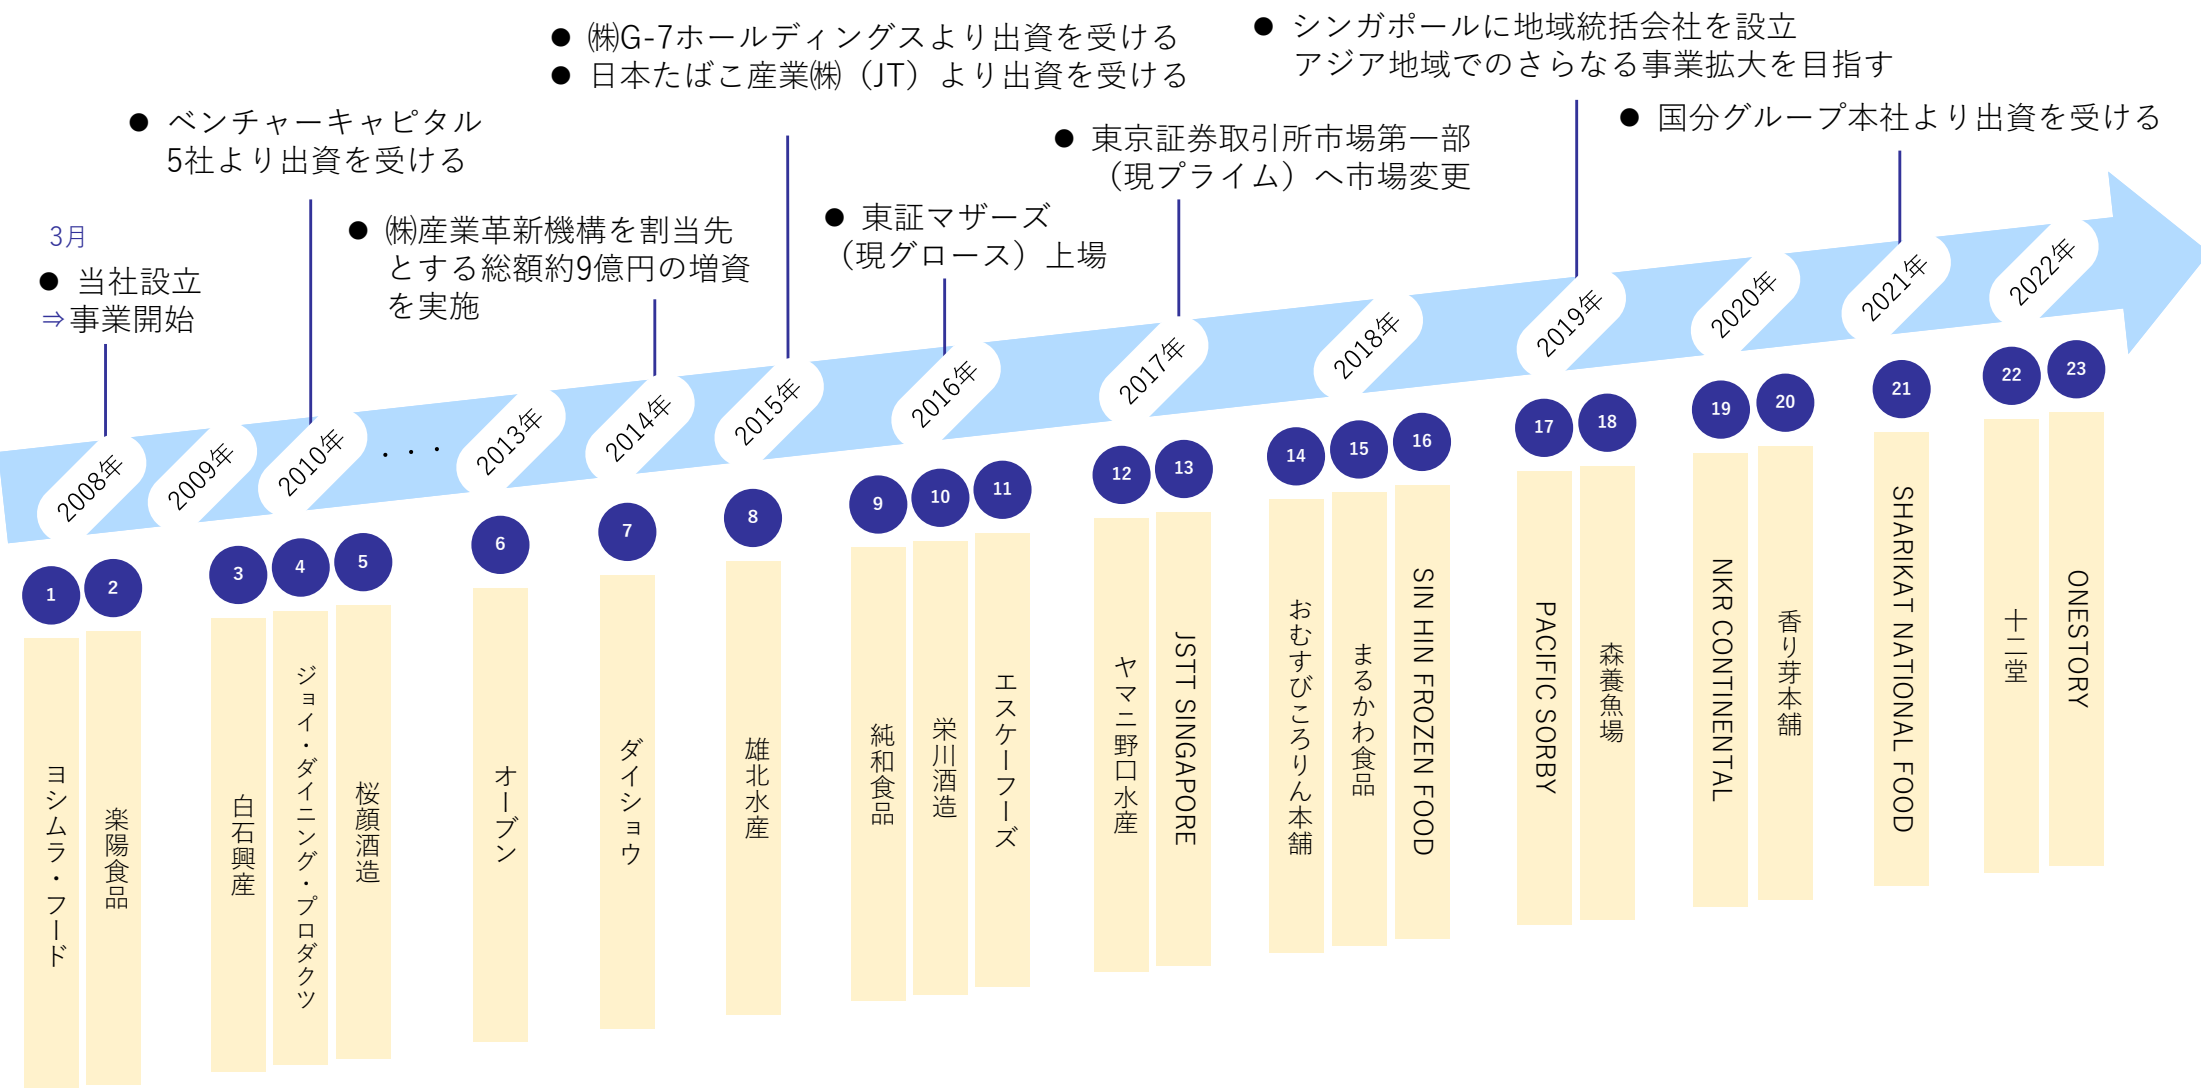 ● ㈱G-7ホールディングスより出資を受ける
● 日本たばこ産業㈱（JT）より出資を受ける
● シンガポールに地域統括会社を設立
アジア地域でのさらなる事業拡大を目指す
● ベンチャーキャピタル
5社より出資を受ける
● 東京証券取引所市場第一部
（現プライム）へ市場変更
● 国分グループ本社より出資を受ける
3月
● 当社設立
⇒事業開始
● ㈱産業革新機構を割当先
とする総額約9億円の増資
を実施
● 東証マザーズ
（現グロース）上場
2008年
2009年
2010年
・・・
2013年
2014年
2015年
2016年
2017年
2018年
2019年
2020年
2021年
2022年
1
ヨシムラ・フード
2
楽陽食品
3
白石興産
4
ジョイ・ダイニング・プロダクツ
5
桜顔酒造
6
オーブン
7
ダイショウ
8
雄北水産
9
純和食品
10
栄川酒造
11
エスケーフーズ
12
ヤマニ野口水産
13
JSTT SINGAPORE
14
おむすびころりん本舗
15
まるかわ食品
16
SIN HIN FROZEN FOOD
17
PACIFIC SORBY
18
森養魚場
19
NKR CONTINENTAL
20
香り芽本舗
21
SHARIKAT NATIONAL FOOD
22
十二堂
23
ONESTORY